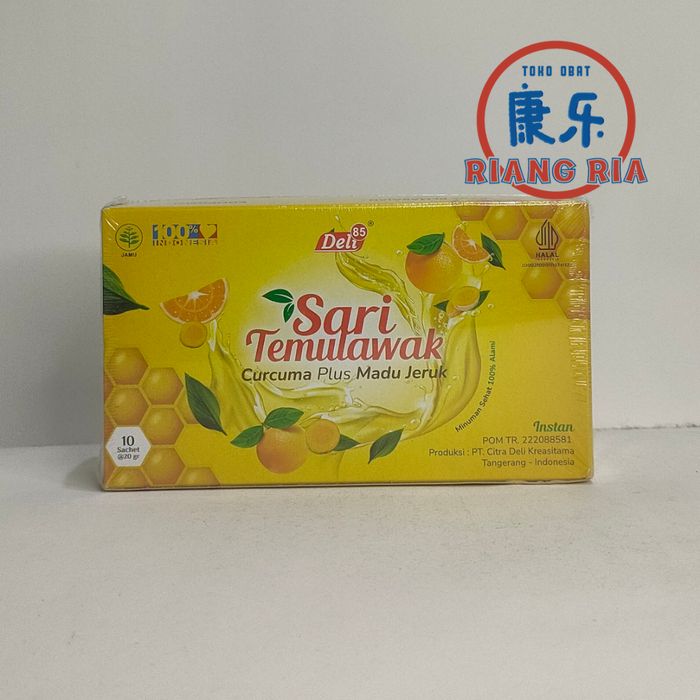 TOKO OBAT
康乐
RIANG RIA
JAMU
100%
INDONESIA
Deli 85®
HALAL
INDONESIA
Sari
Temulawak
Curcuma Plus Madu Jeruk
Minuman Sehat 100% Alami
10
Sachet
@20 gr
Instan
POM TR. 222088581
Produksi : PT. Citra Deli Kreasitama
Tangerang - Indonesia